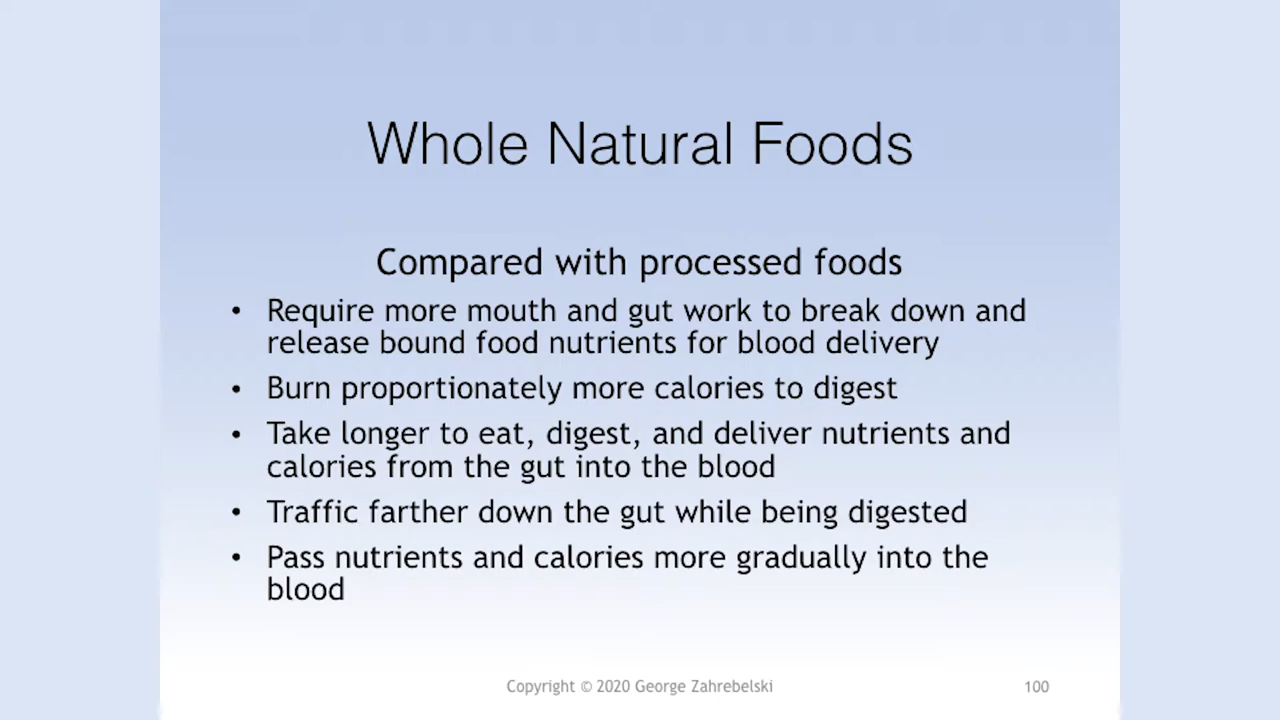 Whole Natural Foods
Compared with processed foods
• Require more mouth and gut work to break down and
release bound food nutrients for blood delivery
• Burn proportionately more calories to digest
• Take longer to eat, digest, and deliver nutrients and
calories from the gut into the blood
• Traffic farther down the gut while being digested
• Pass nutrients and calories more gradually into the
blood
Copyright © 2020 George Zahrebelski
100